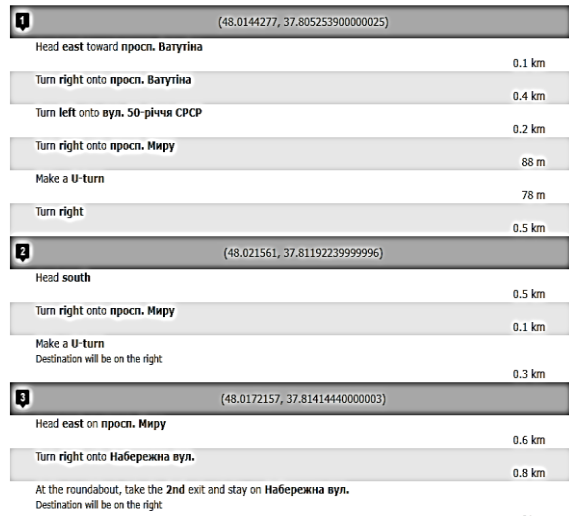 1
(48.0144277, 37.805253900000025)
Head east toward просп. Ватутіна
0.1 km
Turn right onto просп. Ватутіна
0.4 km
Turn left onto вул. 50-річчя СРСР
0.2 km
Turn right onto просп. Миру
88 m
Make a U-turn
78 m
Turn right
0.5 km
2
(48.021561, 37.81192239999996)
Head south
0.5 km
Turn right onto просп. Миру
0.1 km
Make a U-turn
Destination will be on the right
0.3 km
3
(48.0172157, 37.81414440000003)
Head east on просп. Миру
0.6 km
Turn right onto Набережна вул.
0.8 km
At the roundabout, take the 2nd exit and stay on Набережна вул.
Destination will be on the right